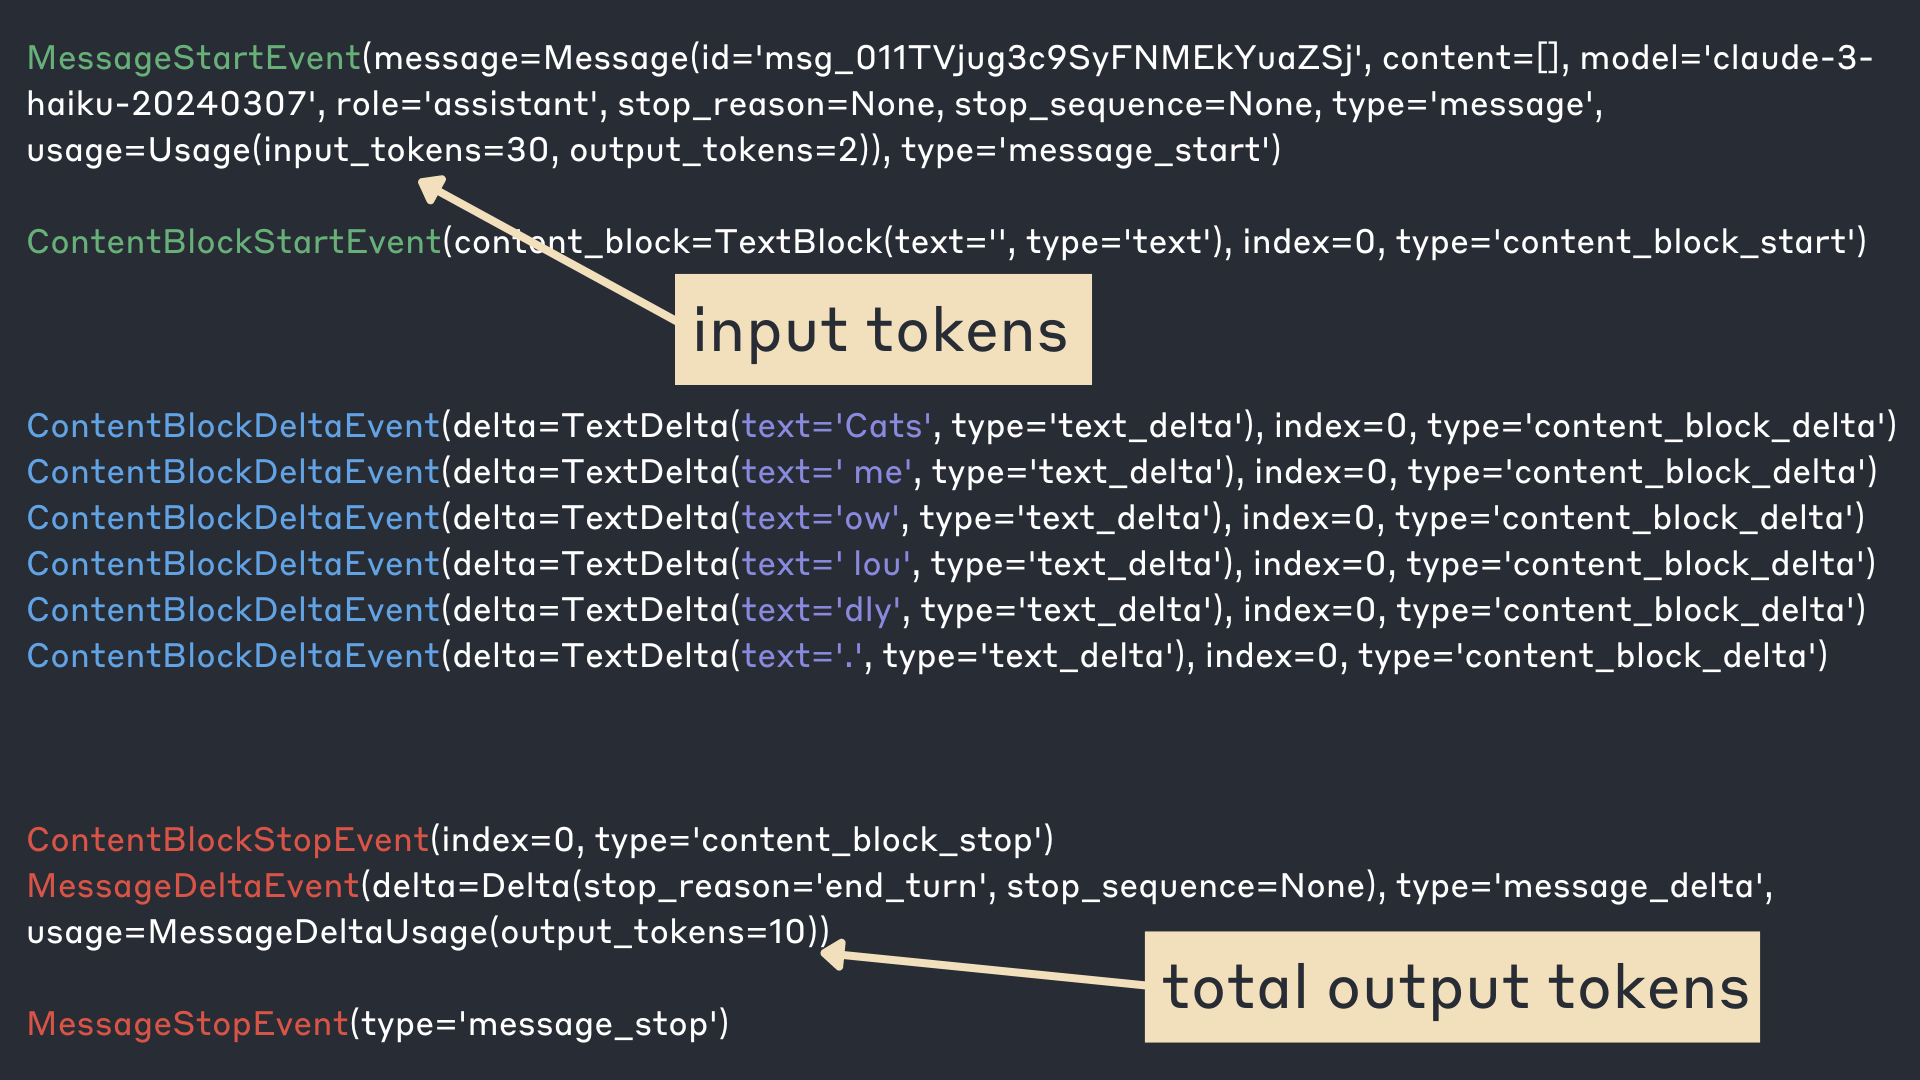 MessageStartEvent(message=Message(id='msg_011TVjug3c9SyFNMEkYuaZSj', content=[], model='claude-3-
haiku-20240307', role='assistant', stop_reason=None, stop_sequence=None, type='message',
usage=Usage(input_tokens=30, output_tokens=2)), type='message_start')
ContentBlockStartEvent(content_block=TextBlock(text='', type='text'), index=0, type='content_block_start')
input tokens
ContentBlockDeltaEvent(delta=TextDelta(text='Cats', type='text_delta'), index=0, type='content_block_delta')
ContentBlockDeltaEvent(delta=TextDelta(text=' me', type='text_delta'), index=0, type='content_block_delta')
ContentBlockDeltaEvent(delta=TextDelta(text='ow', type='text_delta'), index=0, type='content_block_delta')
ContentBlockDeltaEvent(delta=TextDelta(text=' lou', type='text_delta'), index=0, type='content_block_delta')
ContentBlockDeltaEvent(delta=TextDelta(text='dly', type='text_delta'), index=0, type='content_block_delta')
ContentBlockDeltaEvent(delta=TextDelta(text='.', type='text_delta'), index=0, type='content_block_delta')
ContentBlockStopEvent(index=0, type='content_block_stop')
MessageDeltaEvent(delta=Delta(stop_reason='end_turn', stop_sequence=None), type='message_delta',
usage=MessageDeltaUsage(output_tokens=10))
total output tokens
MessageStopEvent(type='message_stop')